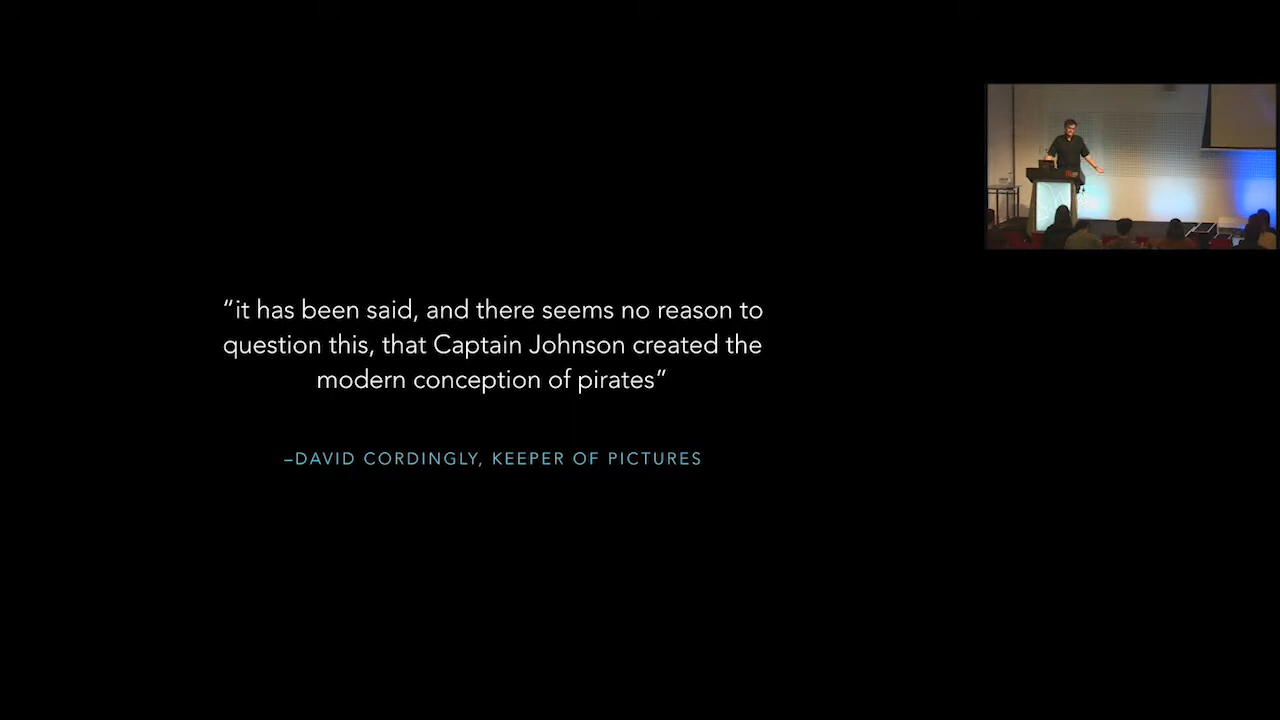 “it has been said, and there seems no reason to
question this, that Captain Johnson created the
modern conception of pirates”
–DAVID CORDINGLY, KEEPER OF PICTURES